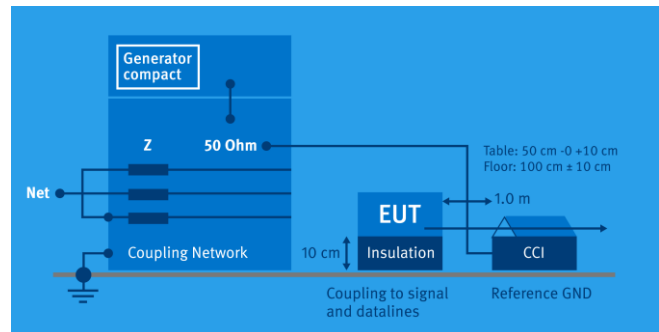 Generator
compact
Z
50 Ohm
Table: 50 cm -0 +10 cm
Floor: 100 cm ± 10 cm
Net
1.0 m
EUT
Coupling Network
10 cm
Insulation
CCI
Coupling to signal
and datalines
Reference GND